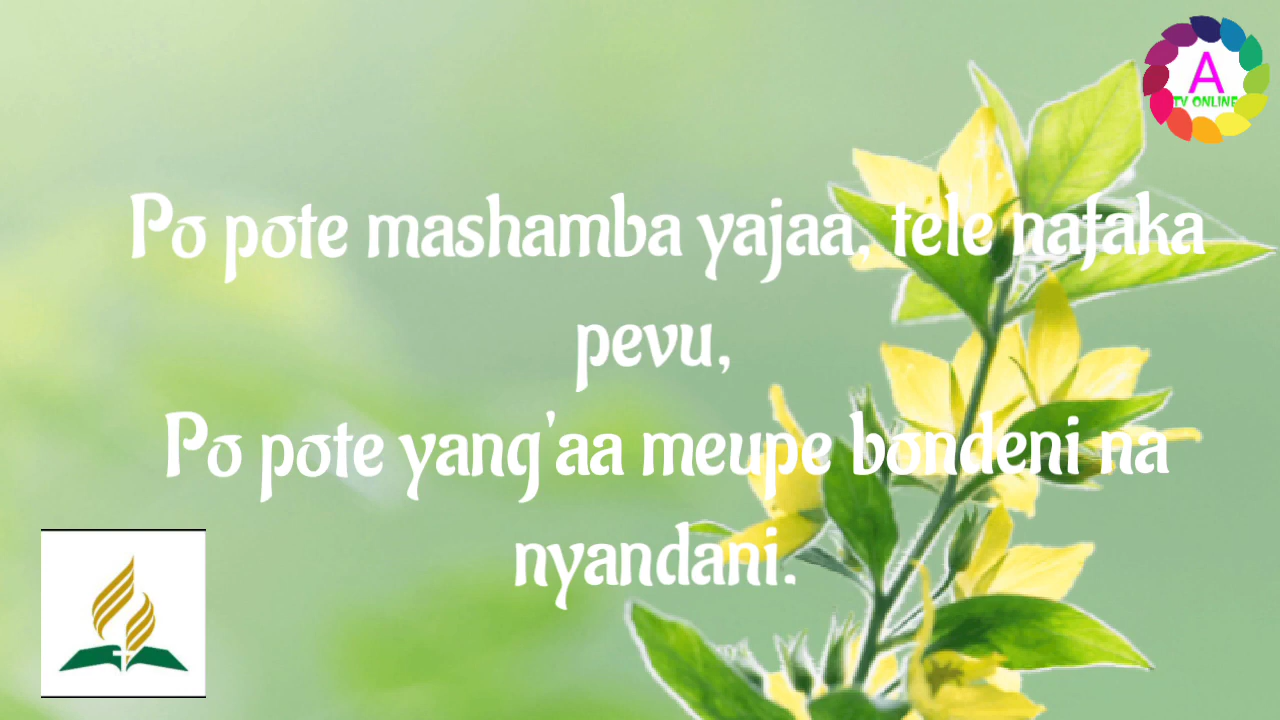 A
TV ONLINE
Po pote mashamba yajaa, tele nafaka
pevu,
Po pote yang'aa meupe bondeni na
nyandani.